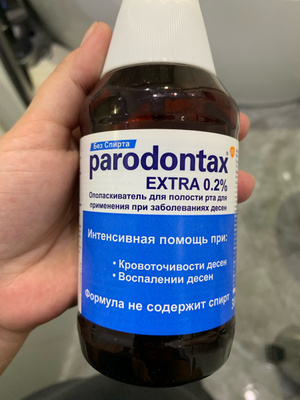 Без Спирта
parodontax
EXTRA 0.2%
Ополаскиватель для полости рта для
применения при заболеваниях десен
Интенсивная помощь при:
• Кровоточивости десен
• Воспалении десен
Формула не содержит спирт